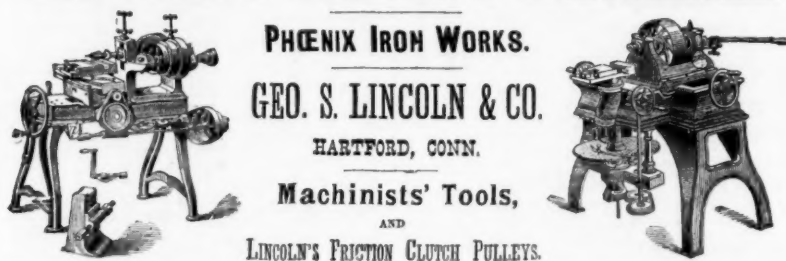 PHŒNIX IRON WORKS.
GEO. S. LINCOLN & CO.
HARTFORD, CONN.
Machinists' Tools,
AND
LINCOLN'S FRICTION CLUTCH PULLEYS.